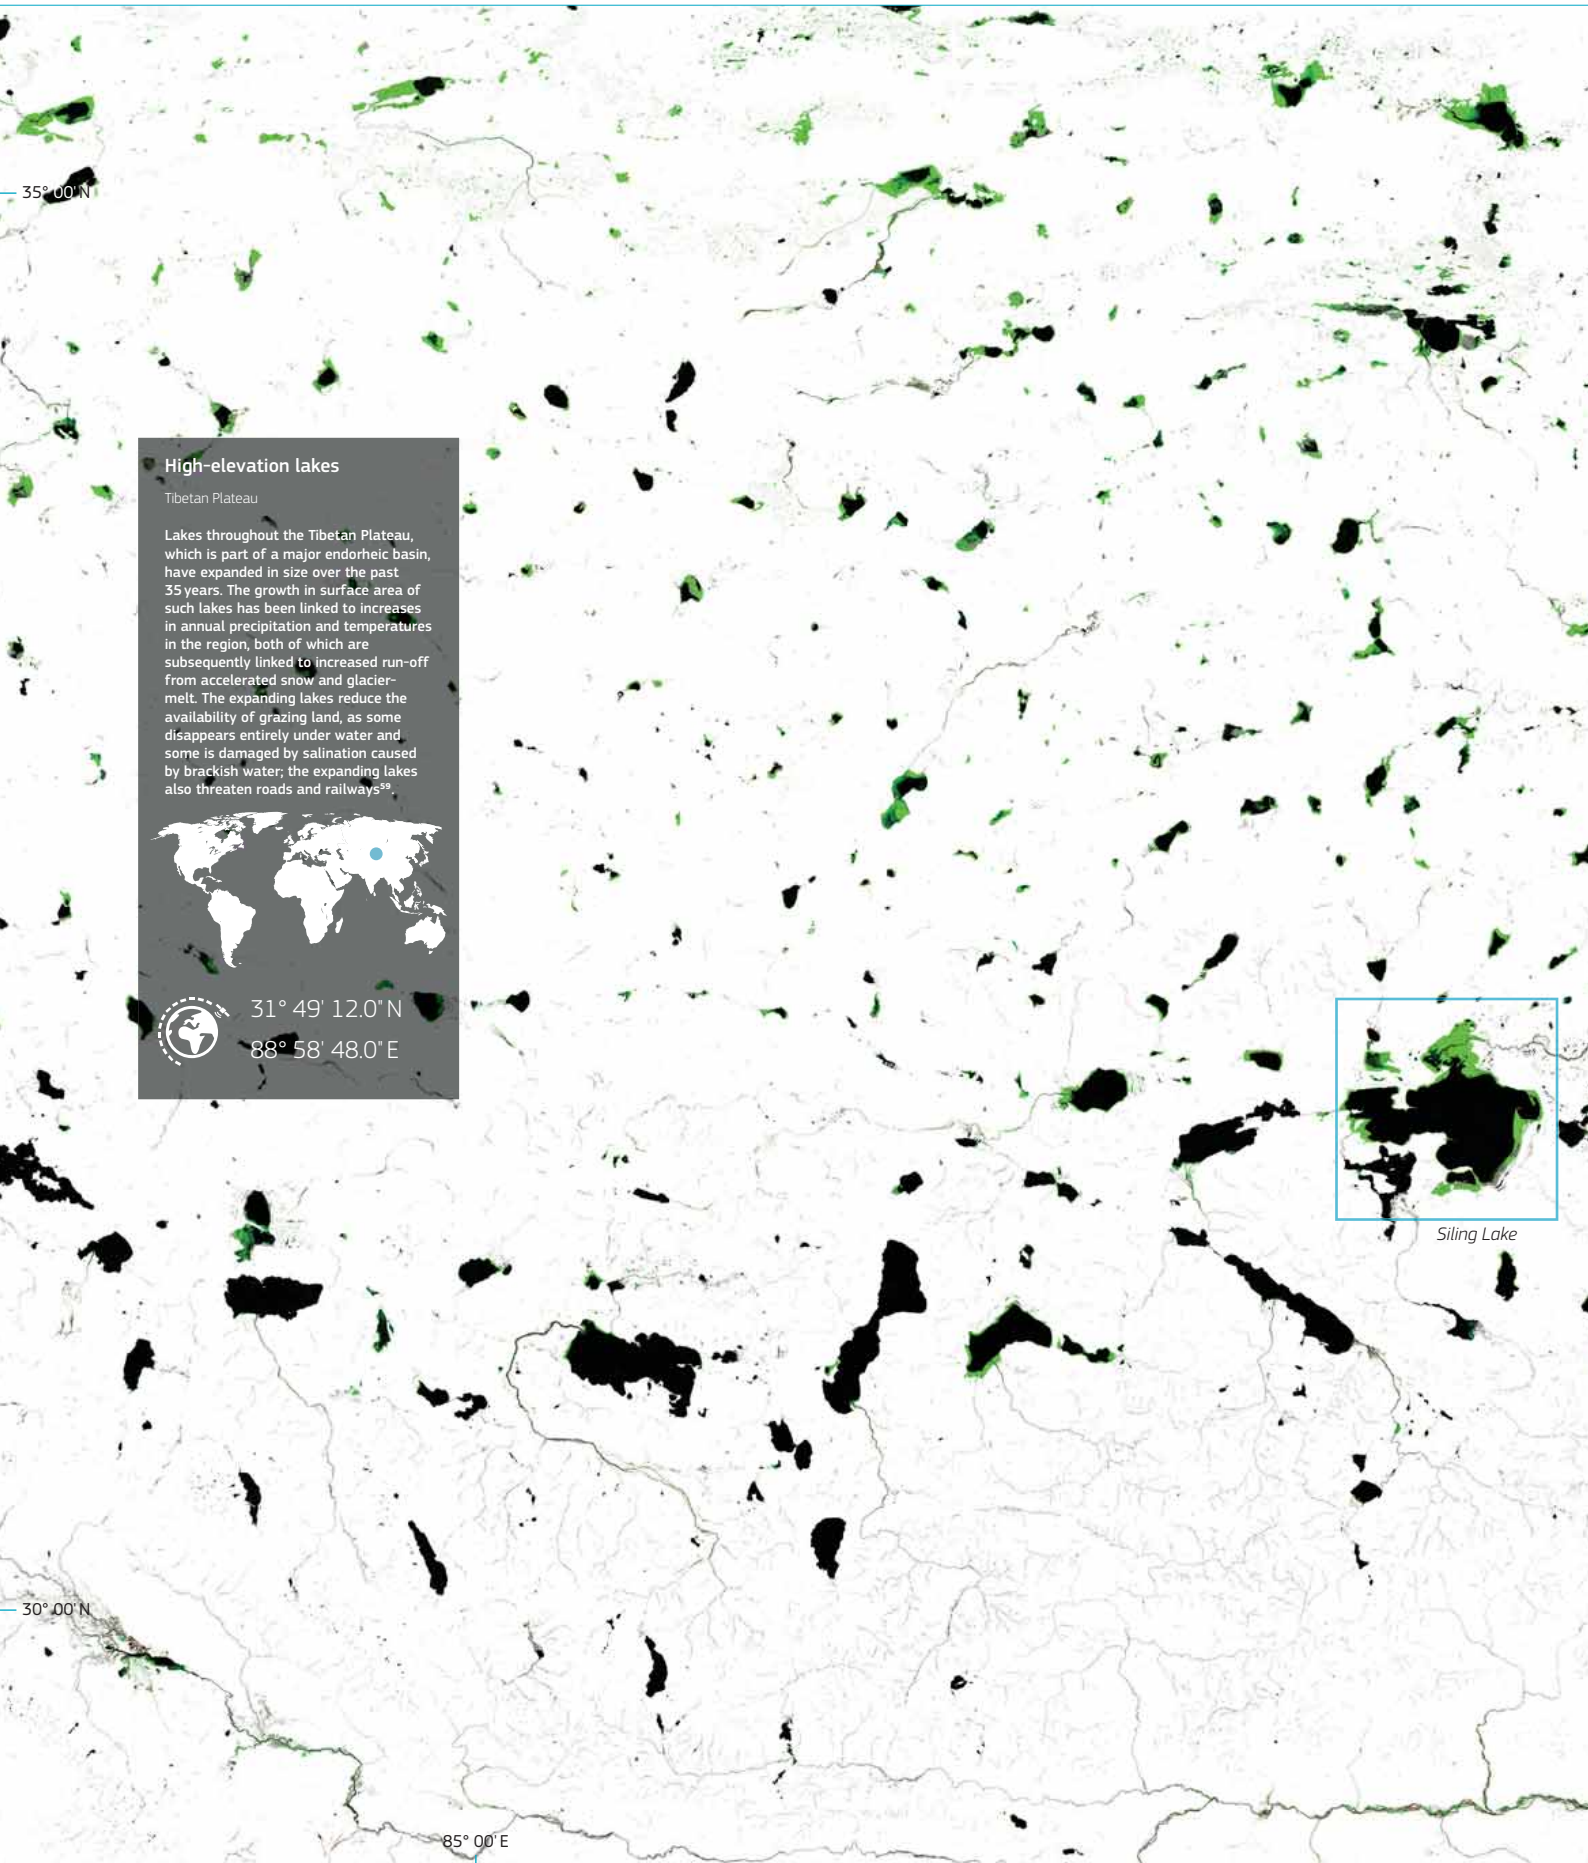 35° 00' N
High-elevation lakes
Tibetan Plateau
Lakes throughout the Tibetan Plateau,
which is part of a major endorheic basin,
have expanded in size over the past
35 years. The growth in surface area of
such lakes has been linked to increases
in annual precipitation and temperatures
in the region, both of which are
subsequently linked to increased run-off
from accelerated snow and glacier-
melt. The expanding lakes reduce the
availability of grazing land, as some
disappears entirely under water and
some is damaged by salination caused
by brackish water; the expanding lakes
also threaten roads and railways⁵⁹.
31° 49' 12.0" N
88° 58' 48.0" E
Siling Lake
30° 00' N
85° 00' E